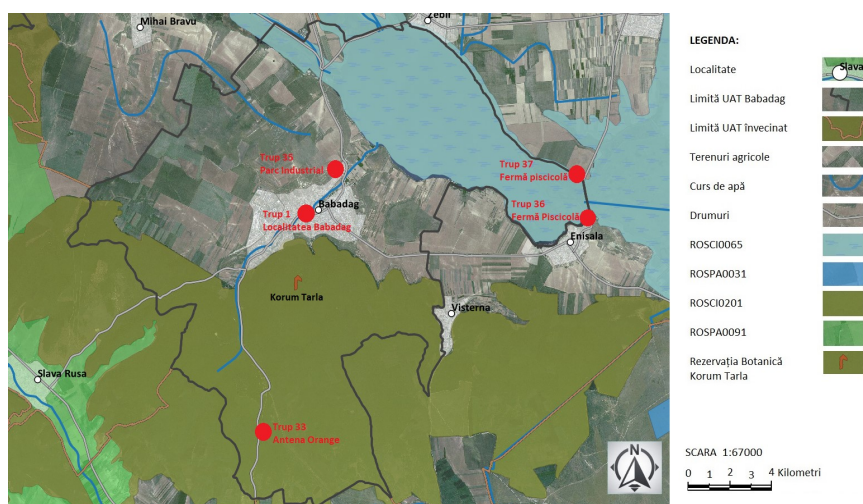 Zebil
Mihai Bravu
Trup 35
Parc Industrial
Trup 37
Fermă piscicolă
Babadag
Trup 1
Localitatea Babadag
Trup 36
Fermă Piscicolă
Enisala
Korum Tarla
Visterna
Slava Rusa
Trup 33
Antena Orange
N
LEGENDA:
Localitate
Slava
Limită UAT Babadag
Limită UAT învecinat
Terenuri agricole
Curs de apă
Drumuri
ROSCI0065
ROSPA0031
ROSCI0201
ROSPA0091
Rezervația Botanică
Korum Tarla
SCARA 1:67000
0 1 2 3 4 Kilometri